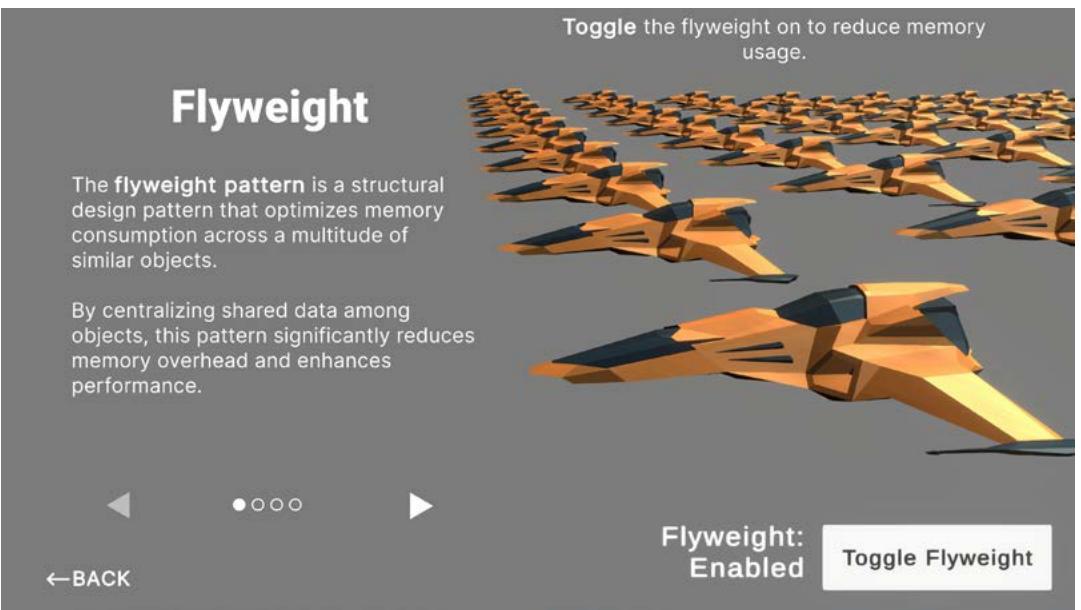 Toggle the flyweight on to reduce memory
usage.
Flyweight
The flyweight pattern is a structural
design pattern that optimizes memory
consumption across a multitude of
similar objects.
By centralizing shared data among
objects, this pattern significantly reduces
memory overhead and enhances
performance.
←BACK
Flyweight:
Enabled
Toggle Flyweight